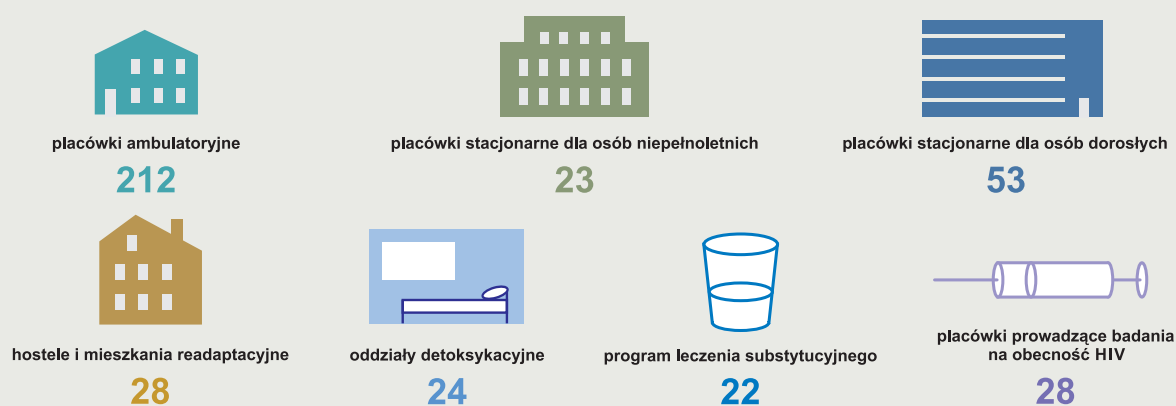 placówki ambulatoryjne
212
placówki stacjonarne dla osób niepełnoletnich
23
placówki stacjonarne dla osób dorosłych
53
hostele i mieszkania readaptacyjne
28
oddziały detoksykacyjne
24
program leczenia substytucyjnego
22
placówki prowadzące badania
na obecność HIV
28